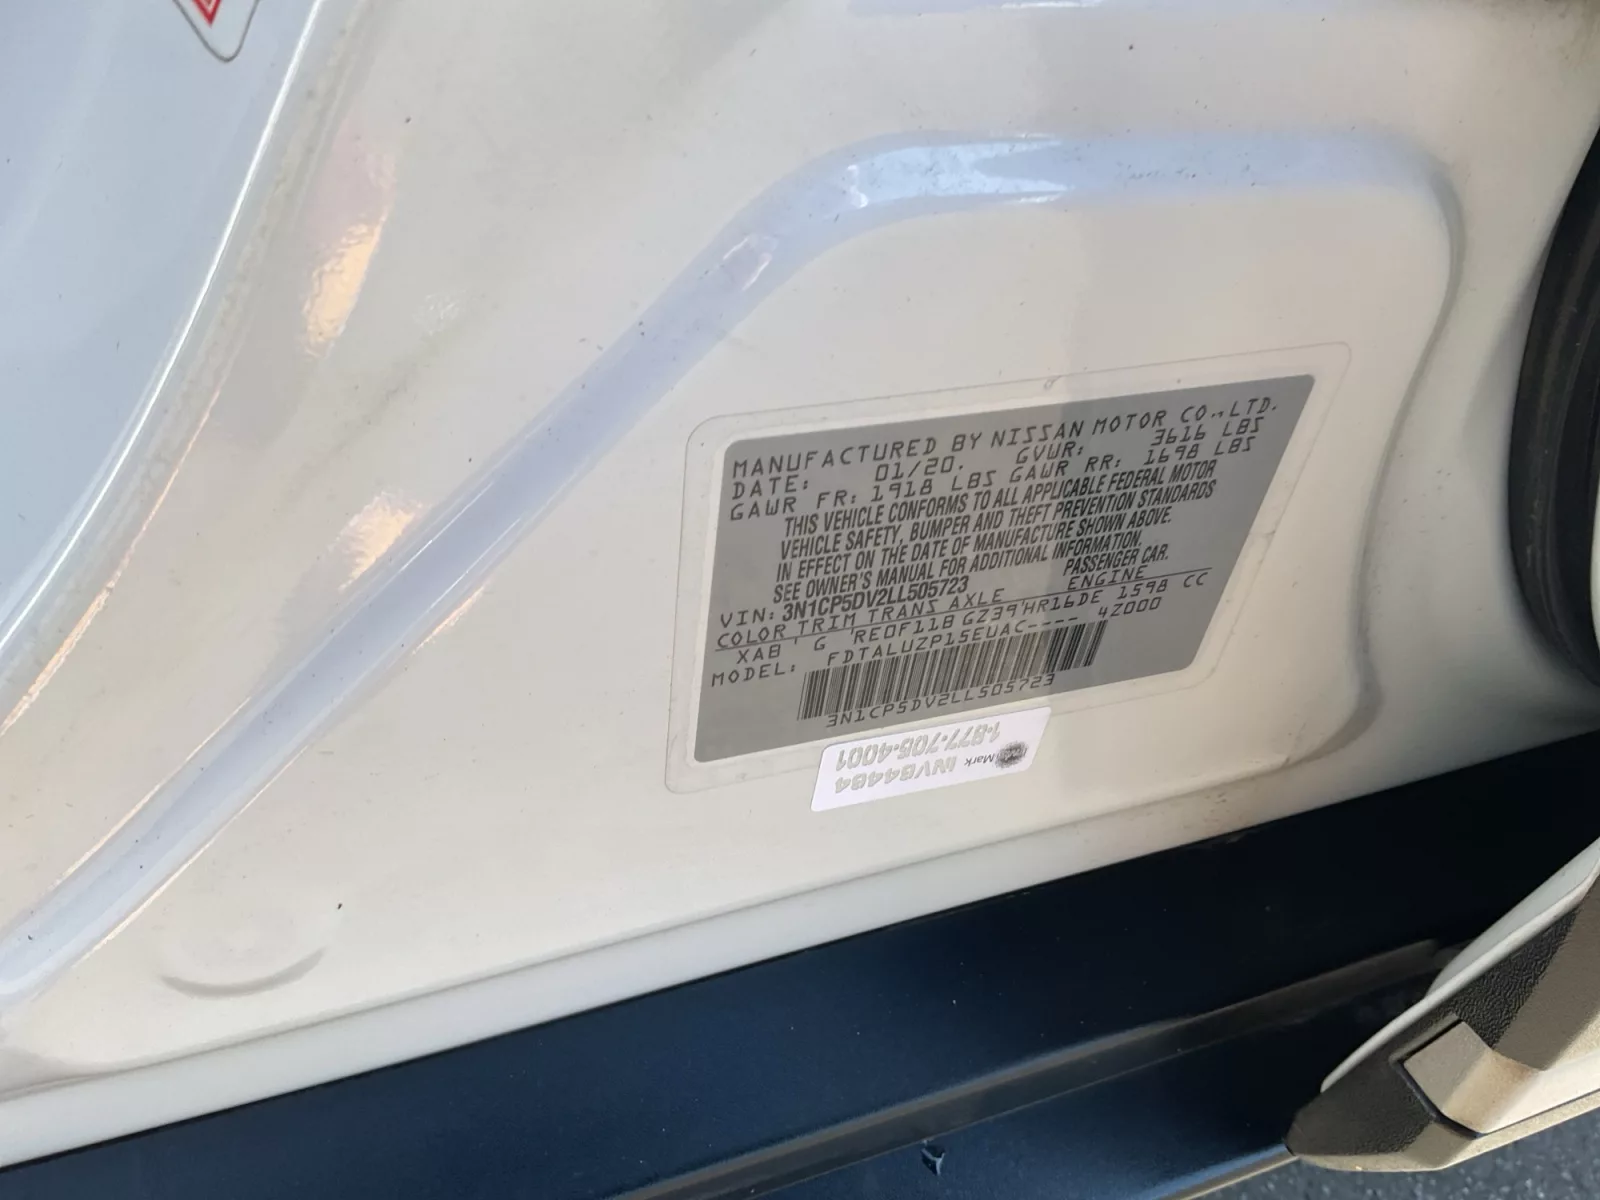 MANUFACTURED BY NISSAN MOTOR CO.,LTD.
DATE: 01/20. GVWR: 3616 LBS
GAWR FR: 1918 LBS GAWR RR: 1698 LBS
THIS VEHICLE CONFORMS TO ALL APPLICABLE FEDERAL MOTOR
VEHICLE SAFETY, BUMPER AND THEFT PREVENTION STANDARDS
IN EFFECT ON THE DATE OF MANUFACTURE SHOWN ABOVE.
SEE OWNER'S MANUAL FOR ADDITIONAL INFORMATION.
VIN: 3N1CP5DV2LL505723 PASSENGER CAR.
COLOR TRIM TRANS AXLE ENGINE
XAB G RE0F11B GZ39 HR16DE 1598 CC
MODEL: FDTALUZP15EUAC---- 4Z000
3N1CP5DV2LL505723
1-877-705-4001
Mark